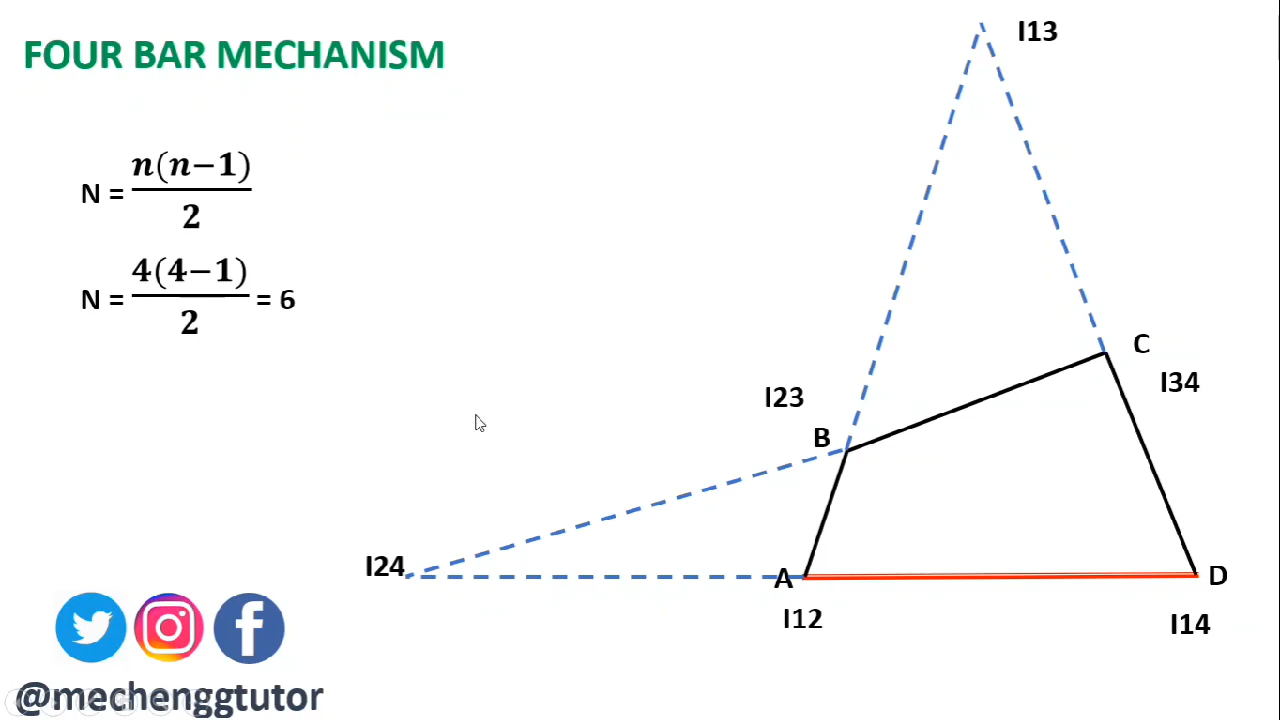 FOUR BAR MECHANISM
I13
N = n(n−1)/2
N = 4(4−1)/2 = 6
C
I34
I23
B
I24
A
D
I12
I14
@mechenggtutor